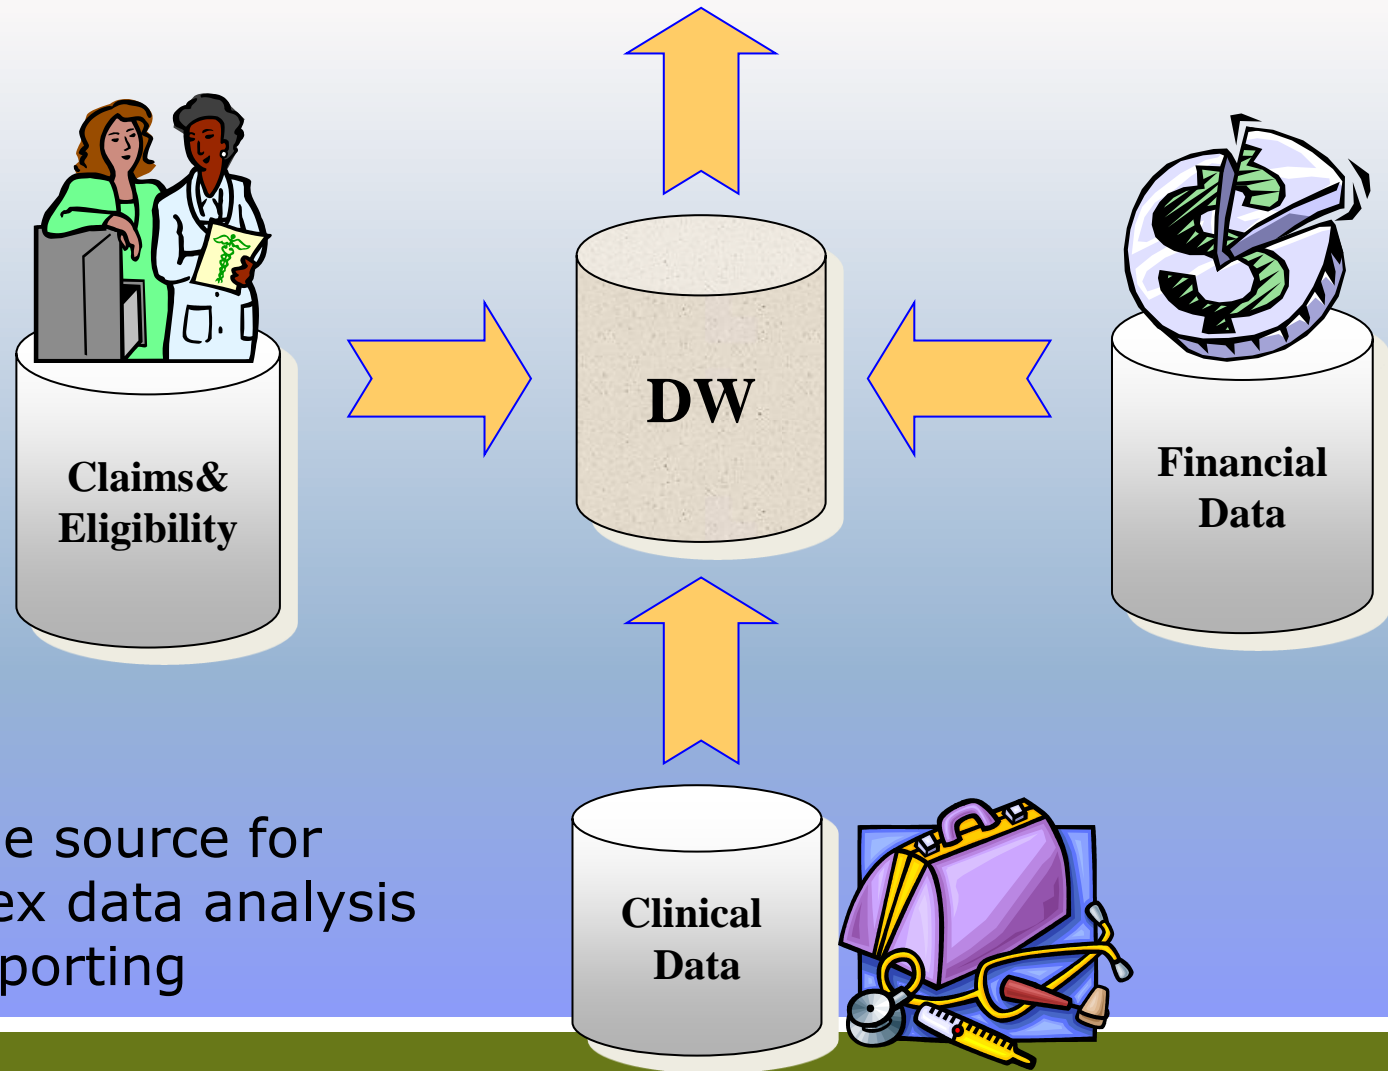 DW
Claims&
Eligibility
Financial
Data
Clinical
Data
e source for
ex data analysis
porting